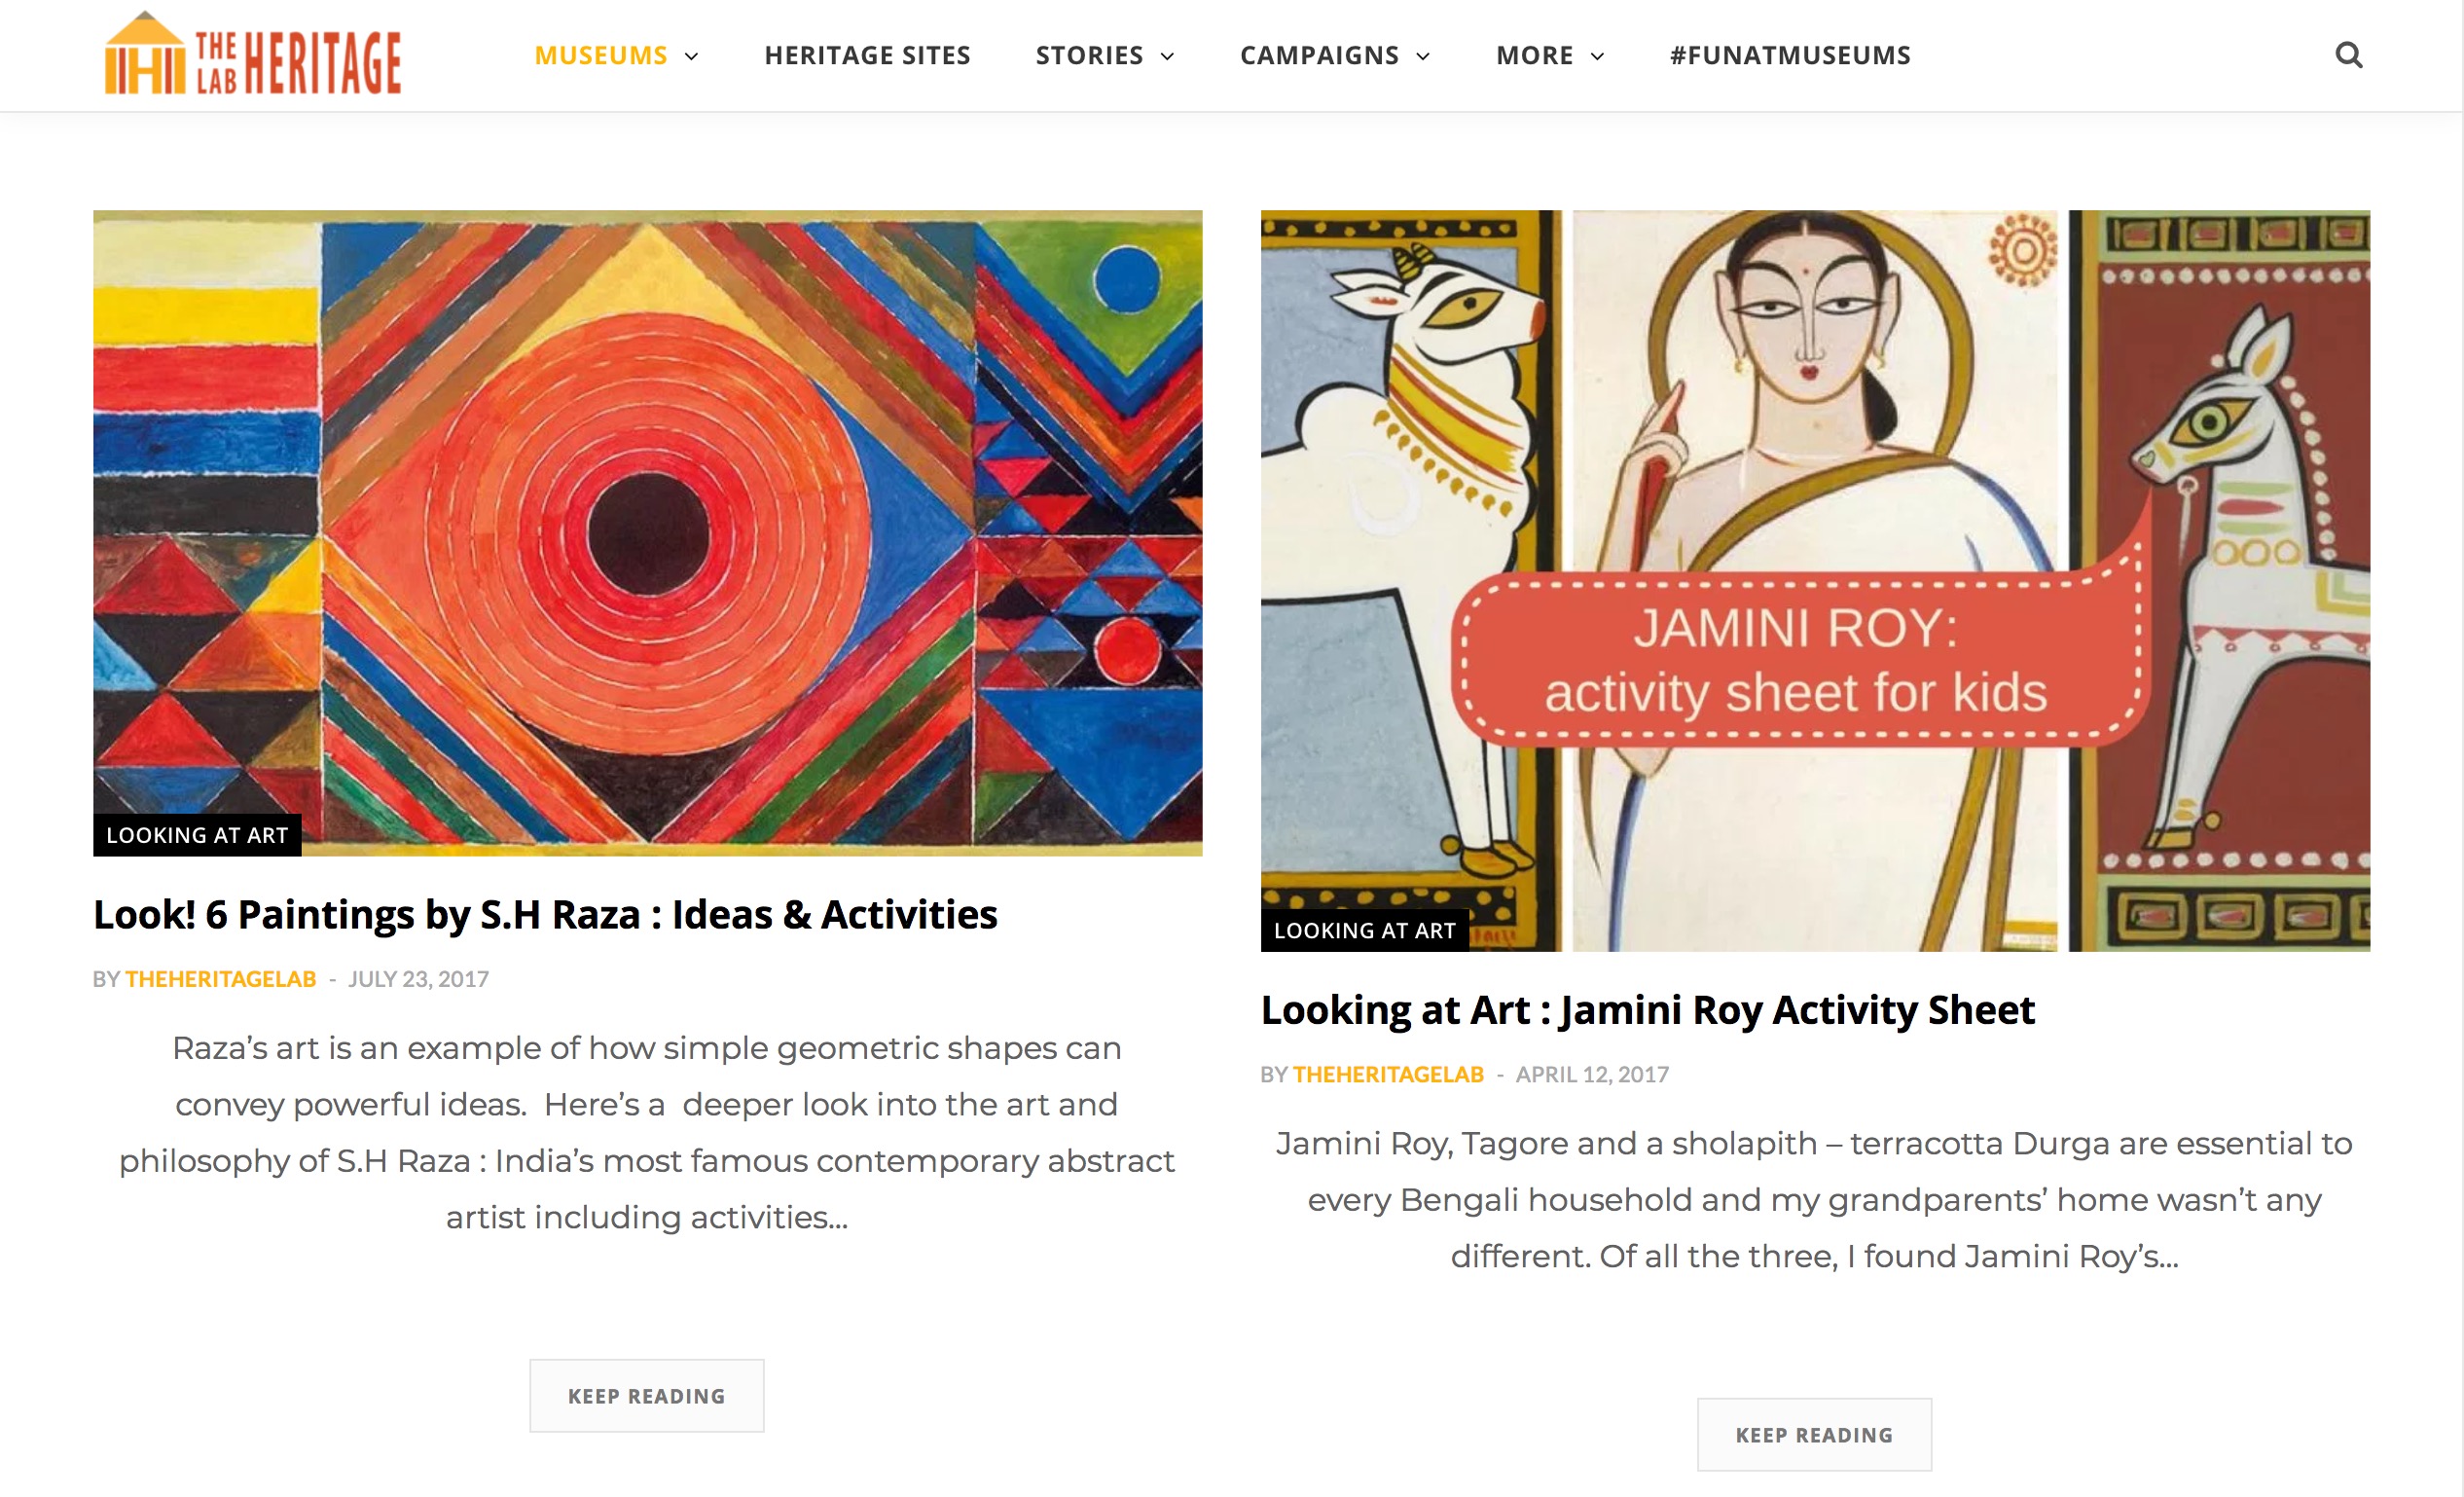 THE LAB HERITAGE
MUSEUMS HERITAGE SITES STORIES CAMPAIGNS MORE #FUNATMUSEUMS
LOOKING AT ART
Look! 6 Paintings by S.H Raza : Ideas & Activities
BY THEHERITAGELAB - JULY 23, 2017
Raza’s art is an example of how simple geometric shapes can
convey powerful ideas.  Here’s a  deeper look into the art and
philosophy of S.H Raza : India’s most famous contemporary abstract
artist including activities...
KEEP READING
JAMINI ROY:
activity sheet for kids
LOOKING AT ART
Looking at Art : Jamini Roy Activity Sheet
BY THEHERITAGELAB - APRIL 12, 2017
Jamini Roy, Tagore and a sholapith – terracotta Durga are essential to
every Bengali household and my grandparents’ home wasn’t any
different. Of all the three, I found Jamini Roy’s...
KEEP READING